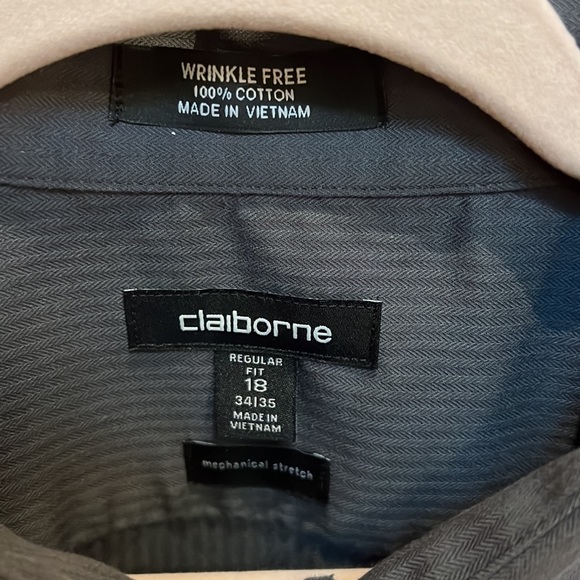 WRINKLE FREE
100% COTTON
MADE IN VIETNAM
claiborne
REGULAR
FIT
18
34|35
MADE IN
VIETNAM
mechanical stretch